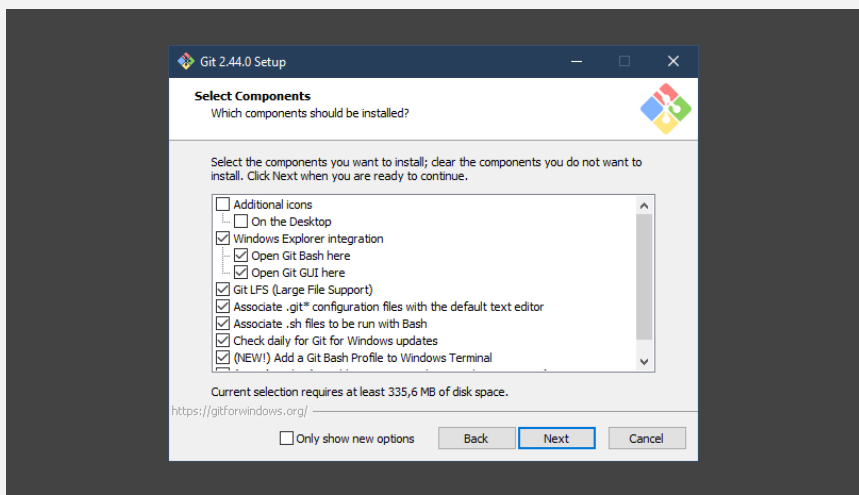 Git 2.44.0 Setup
Select Components
Which components should be installed?
Select the components you want to install; clear the components you do not want to
install. Click Next when you are ready to continue.
Additional icons
On the Desktop
Windows Explorer integration
Open Git Bash here
Open Git GUI here
Git LFS (Large File Support)
Associate .git* configuration files with the default text editor
Associate .sh files to be run with Bash
Check daily for Git for Windows updates
(NEW!) Add a Git Bash Profile to Windows Terminal
Current selection requires at least 335,6 MB of disk space.
https://gitforwindows.org/
Only show new options
Back
Next
Cancel